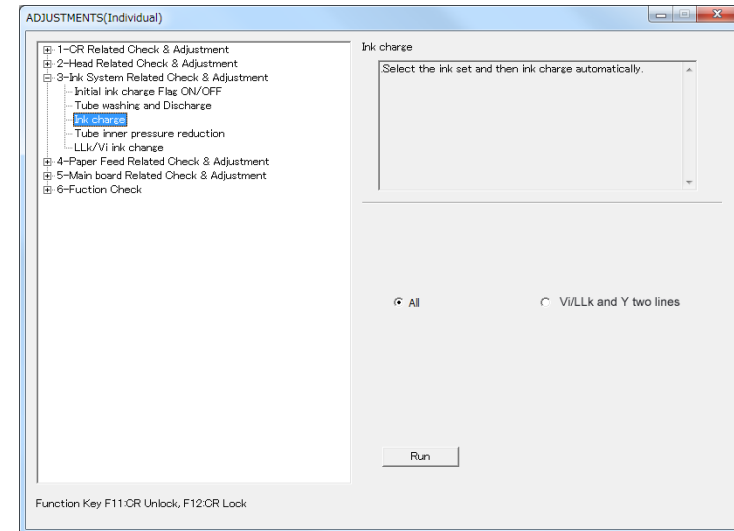 ADJUSTMENTS(Individual)
1-CR Related Check & Adjustment
2-Head Related Check & Adjustment
3-Ink System Related Check & Adjustment
Initial ink charge Flag ON/OFF
Tube washing and Discharge
Ink charge
Tube inner pressure reduction
LLk/Vi ink change
4-Paper Feed Related Check & Adjustment
5-Main board Related Check & Adjustment
6-Fuction Check
Ink charge
Select the ink set and then ink charge automatically.
All
Vi/LLk and Y two lines
Run
Function Key F11:CR Unlock, F12:CR Lock